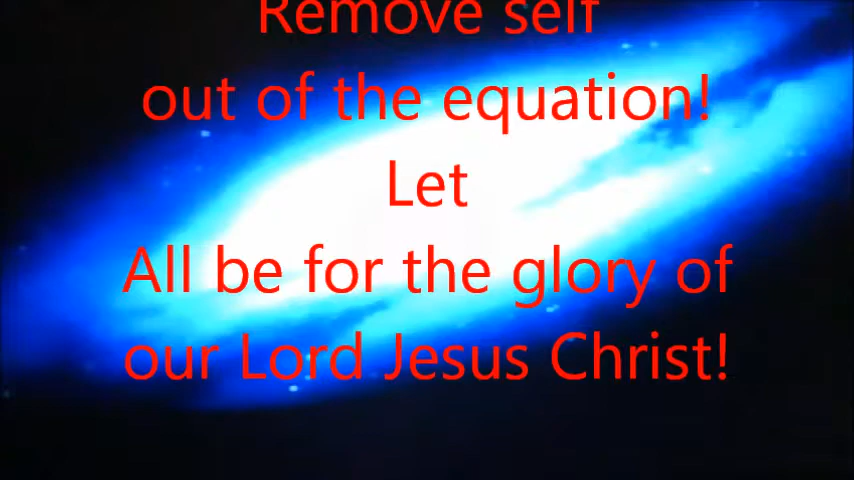 Remove self
out of the equation!
Let
All be for the glory of
our Lord Jesus Christ!